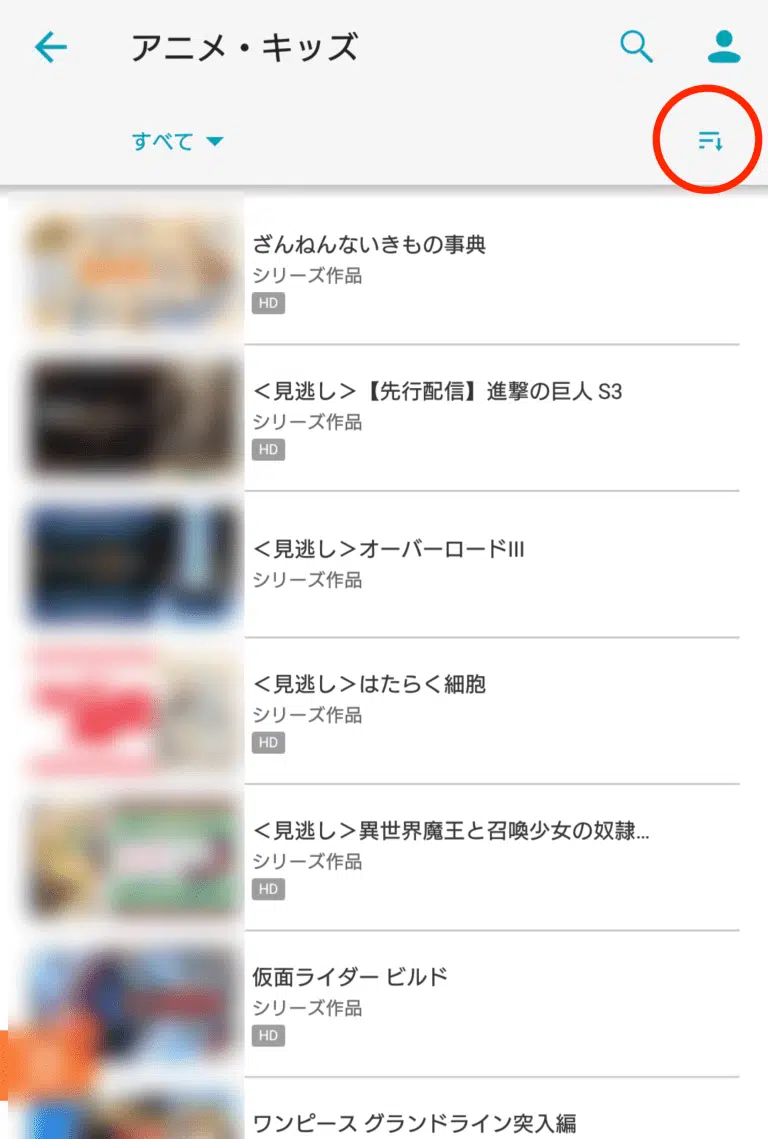 アニメ・キッズ
すべて
ざんねんないきもの事典
シリーズ作品
HD
＜見逃し＞【先行配信】進撃の巨人 S3
シリーズ作品
HD
＜見逃し＞オーバーロードIII
シリーズ作品
＜見逃し＞はたらく細胞
シリーズ作品
HD
＜見逃し＞異世界魔王と召喚少女の奴隷...
シリーズ作品
HD
仮面ライダー ビルド
シリーズ作品
HD
ワンピース グランドライン突入編